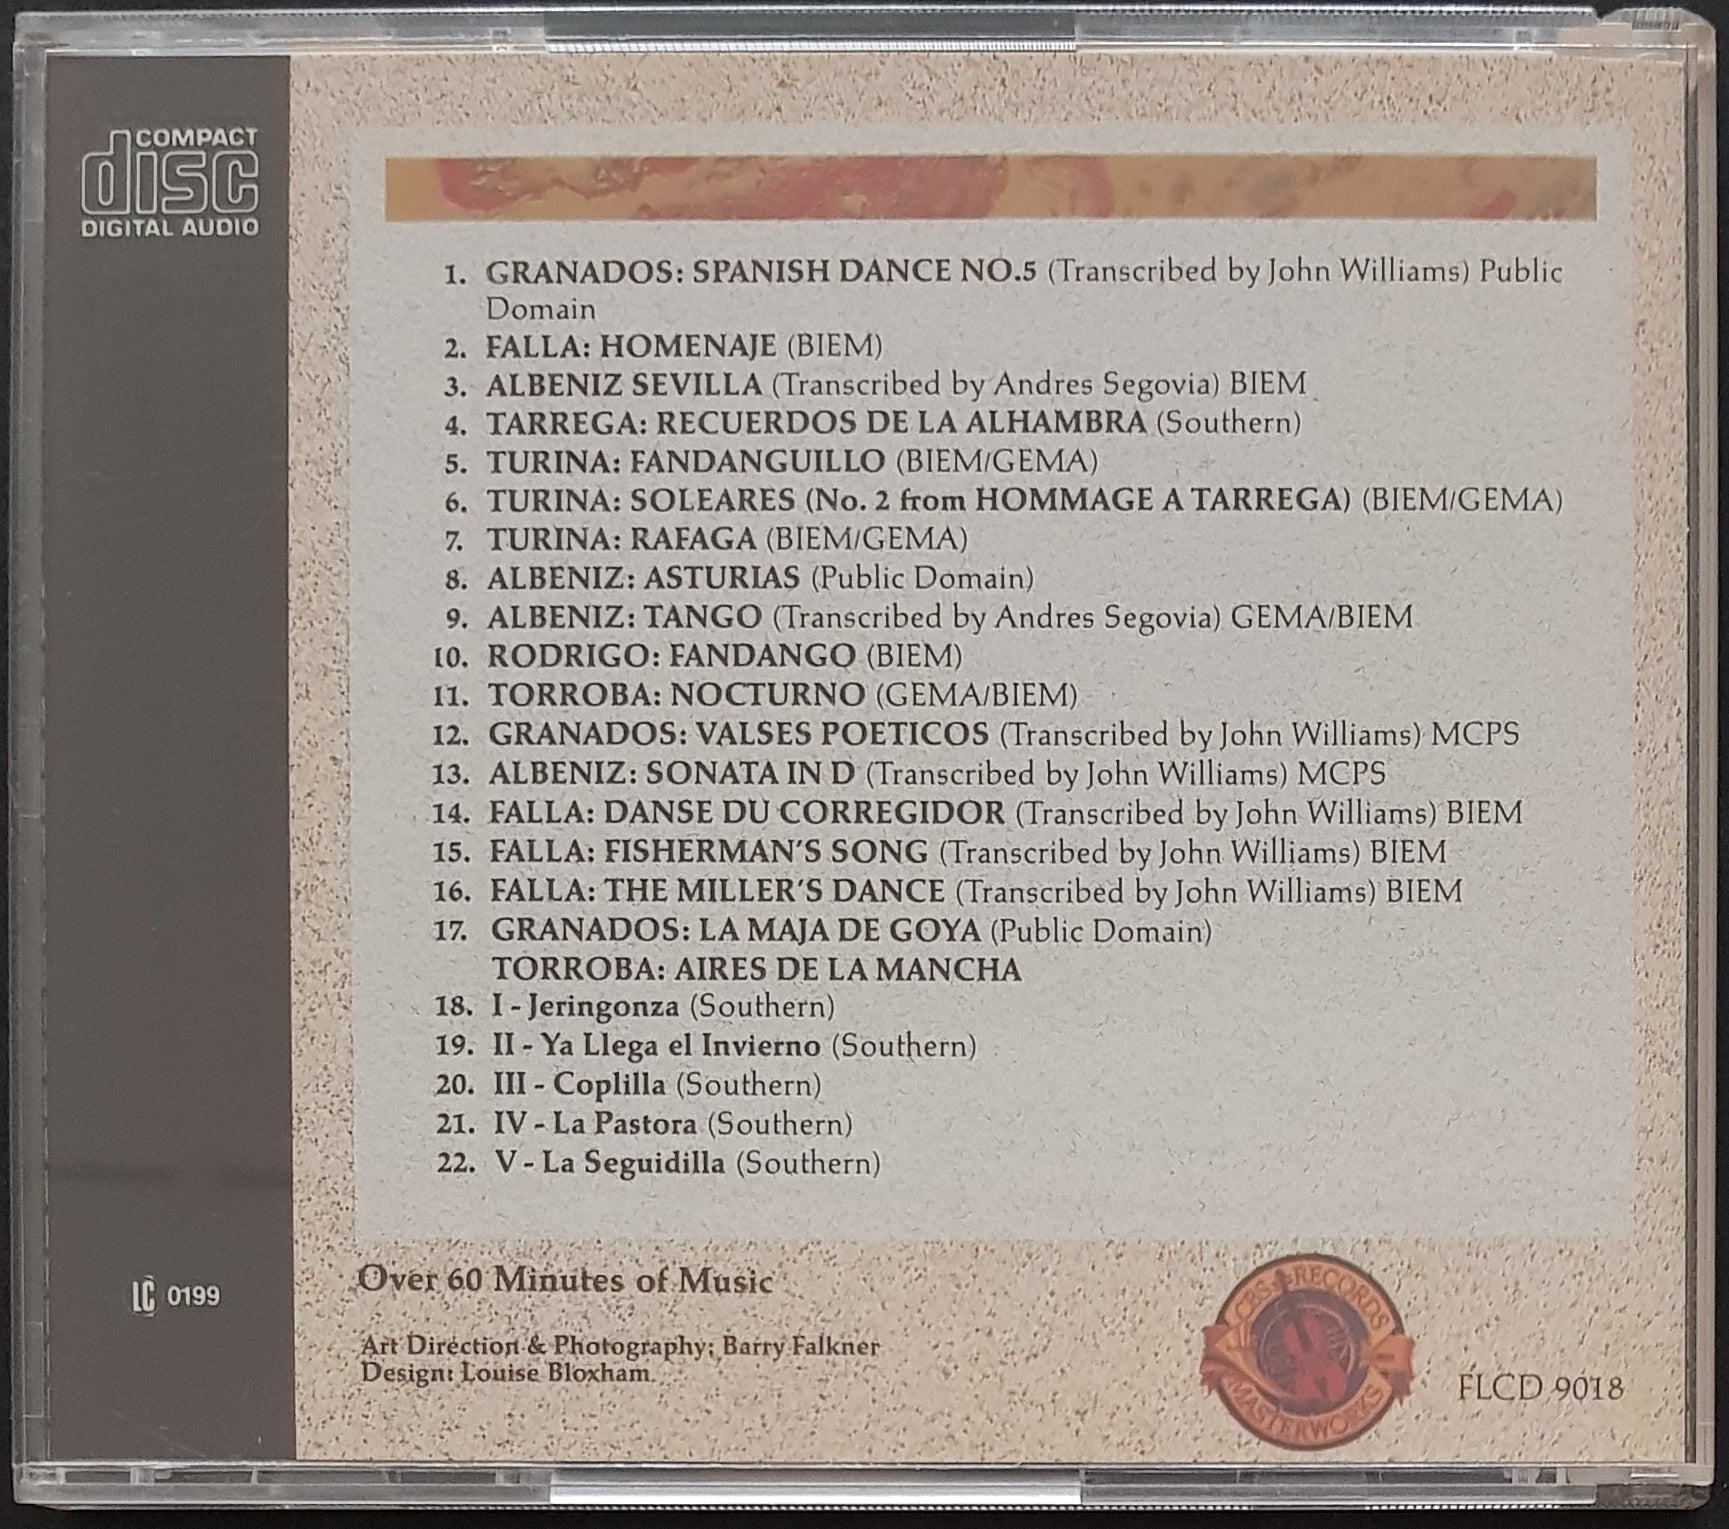 COMPACT
disc
DIGITAL AUDIO
1. GRANADOS: SPANISH DANCE NO.5 (Transcribed by John Williams) Public
Domain
2. FALLA: HOMENAJE (BIEM)
3. ALBENIZ SEVILLA (Transcribed by Andres Segovia) BIEM
4. TARREGA: RECUERDOS DE LA ALHAMBRA (Southern)
5. TURINA: FANDANGUILLO (BIEM/GEMA)
6. TURINA: SOLEARES (No. 2 from HOMMAGE A TARREGA) (BIEM/GEMA)
7. TURINA: RAFAGA (BIEM/GEMA)
8. ALBENIZ: ASTURIAS (Public Domain)
9. ALBENIZ: TANGO (Transcribed by Andres Segovia) GEMA/BIEM
10. RODRIGO: FANDANGO (BIEM)
11. TORROBA: NOCTURNO (GEMA/BIEM)
12. GRANADOS: VALSES POETICOS (Transcribed by John Williams) MCPS
13. ALBENIZ: SONATA IN D (Transcribed by John Williams) MCPS
14. FALLA: DANSE DU CORREGIDOR (Transcribed by John Williams) BIEM
15. FALLA: FISHERMAN'S SONG (Transcribed by John Williams) BIEM
16. FALLA: THE MILLER'S DANCE (Transcribed by John Williams) BIEM
17. GRANADOS: LA MAJA DE GOYA (Public Domain)
TORROBA: AIRES DE LA MANCHA
18. I - Jeringonza (Southern)
19. II - Ya Llega el Invierno (Southern)
20. III - Coplilla (Southern)
21. IV - La Pastora (Southern)
22. V - La Seguidilla (Southern)
LC 0199
Over 60 Minutes of Music
Art Direction & Photography: Barry Falkner
Design: Louise Bloxham
CBS RECORDS
MASTERWORKS
FLCD 9018